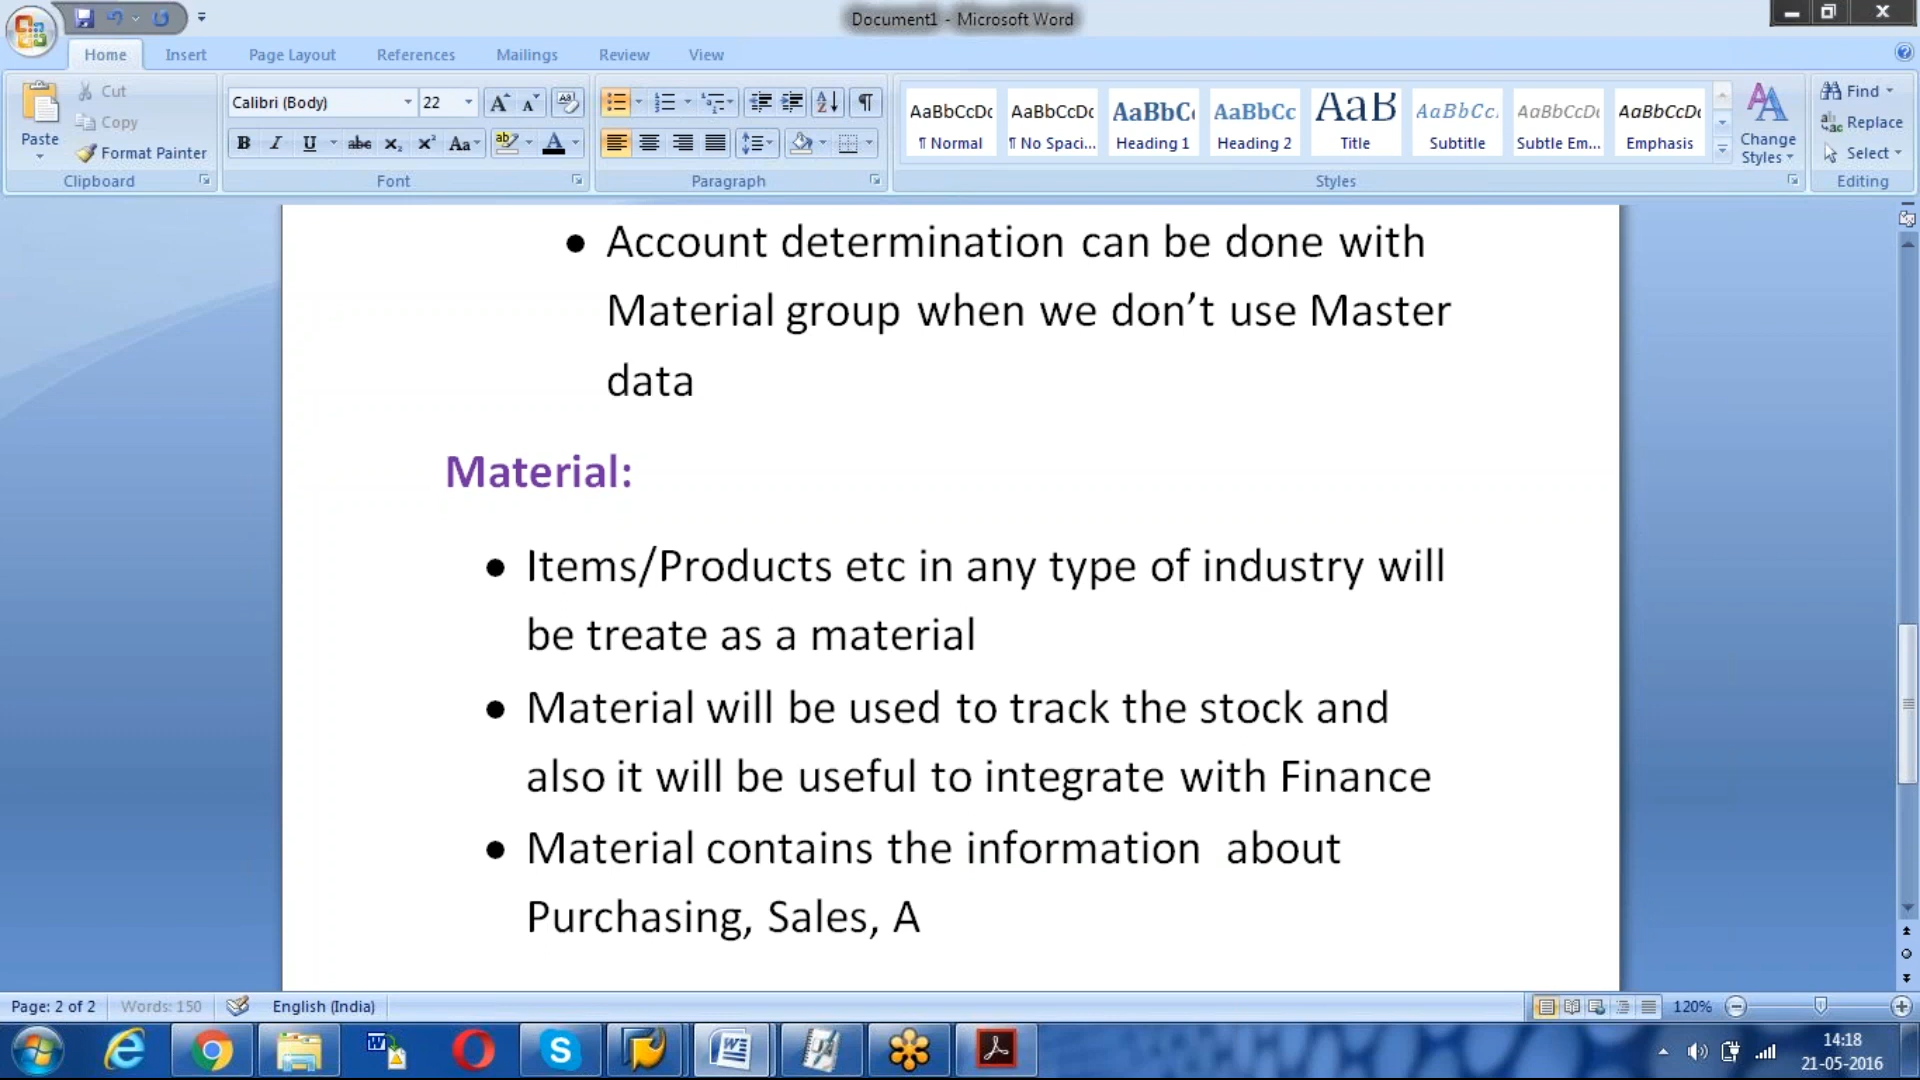 Document1 - Microsoft Word
Home Insert Page Layout References Mailings Review View
Paste
Cut
Copy
Format Painter
Clipboard
Calibri (Body) 22
Font
Paragraph
AaBbCcDc AaBbCcDc AaBbC AaBbCc AaB AaBbCc. AaBbCcDc AaBbCcDc
¶ Normal ¶ No Spaci... Heading 1 Heading 2 Title Subtitle Subtle Em... Emphasis
Change
Styles
Styles
Find
Replace
Select
Editing
• Account determination can be done with
Material group when we don’t use Master
data
Material:
• Items/Products etc in any type of industry will
be treate as a material
• Material will be used to track the stock and
also it will be useful to integrate with Finance
• Material contains the information  about
Purchasing, Sales, A
Page: 2 of 2 Words: 150 English (India) 120%
14:18
21-05-2016